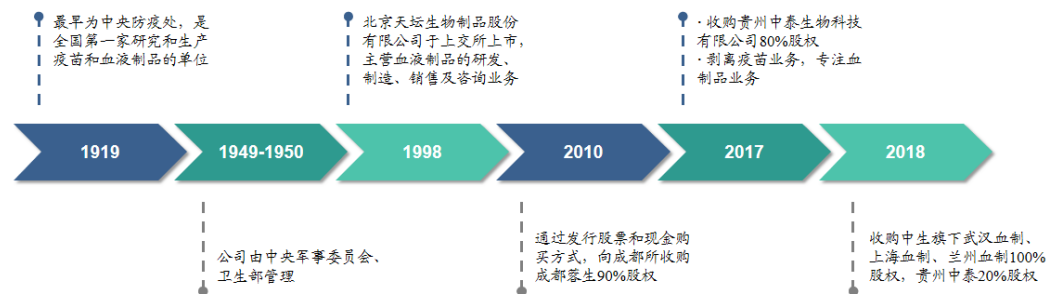 最早为中央防疫处，是
全国第一家研究和生产
疫苗和血液制品的单位
北京天坛生物制品股份
有限公司于上交所上市，
主营血液制品的研发、
制造、销售及咨询业务
·收购贵州中泰生物科技
有限公司80%股权
·剥离疫苗业务，专注血
制品业务
1919
1949-1950
1998
2010
2017
2018
公司由中央军事委员会、
卫生部管理
通过发行股票和现金购
买方式，向成都所收购
成都蓉生90%股权
收购中生旗下武汉血制、
上海血制、兰州血制100%
股权，贵州中泰20%股权